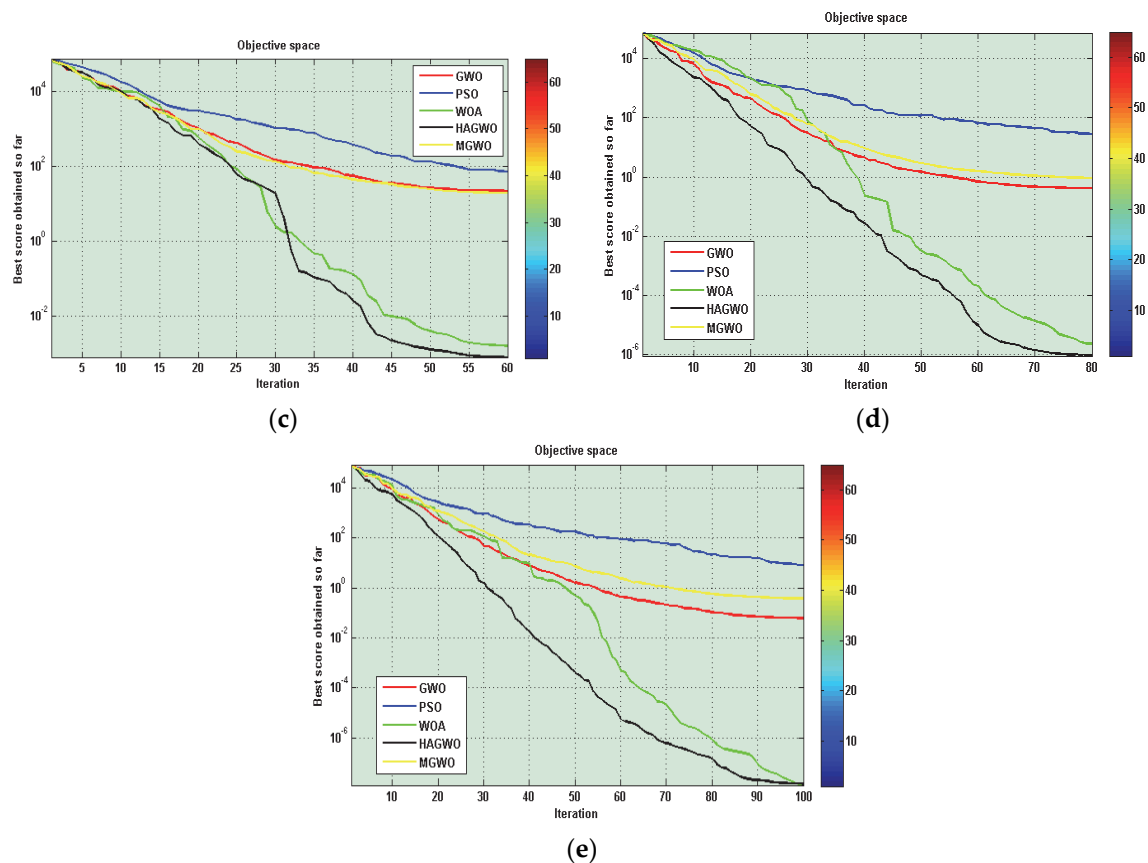 Objective space
Best score obtained so far
10^4
10^2
10^0
10^-2
GWO
PSO
WOA
HAGWO
MGWO
60
50
40
30
20
10
5 10 15 20 25 30 35 40 45 50 55 60
Iteration
(c)
Objective space
Best score obtained so far
10^4
10^2
10^0
10^-2
10^-4
10^-6
GWO
PSO
WOA
HAGWO
MGWO
60
50
40
30
20
10
10 20 30 40 50 60 70 80
Iteration
(d)
Objective space
Best score obtained so far
10^4
10^2
10^0
10^-2
10^-4
10^-6
GWO
PSO
WOA
HAGWO
MGWO
60
50
40
30
20
10
10 20 30 40 50 60 70 80 90 100
Iteration
(e)